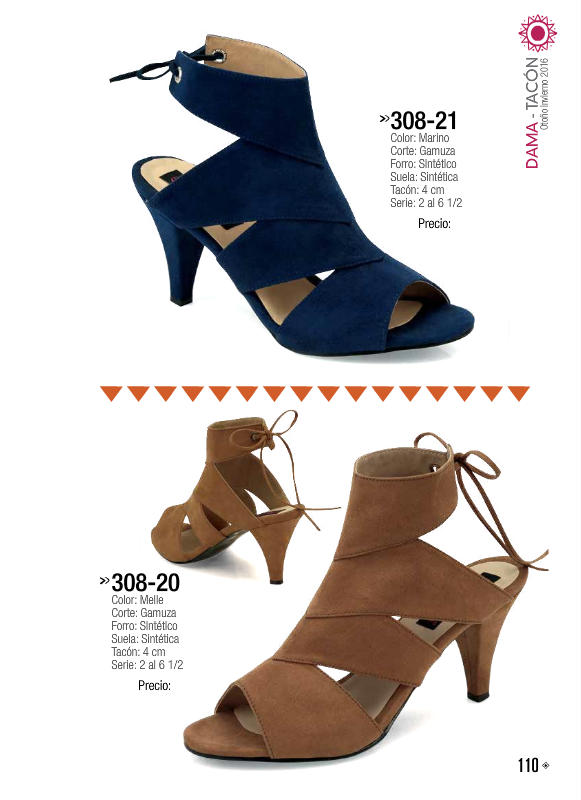 DAMA - TACÓN
Otoño Invierno 2016
308-21
Color: Marino
Corte: Gamuza
Forro: Sintético
Suela: Sintética
Tacón: 4 cm
Serie: 2 al 6 1/2
Precio:
308-20
Color: Melle
Corte: Gamuza
Forro: Sintético
Suela: Sintética
Tacón: 4 cm
Serie: 2 al 6 1/2
Precio:
110